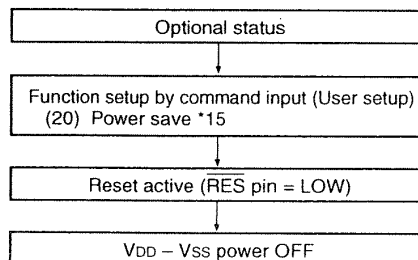 Optional status
Function setup by command input (User setup)
(20) Power save *15
Reset active (RES pin = LOW)
VDD – VSS power OFF